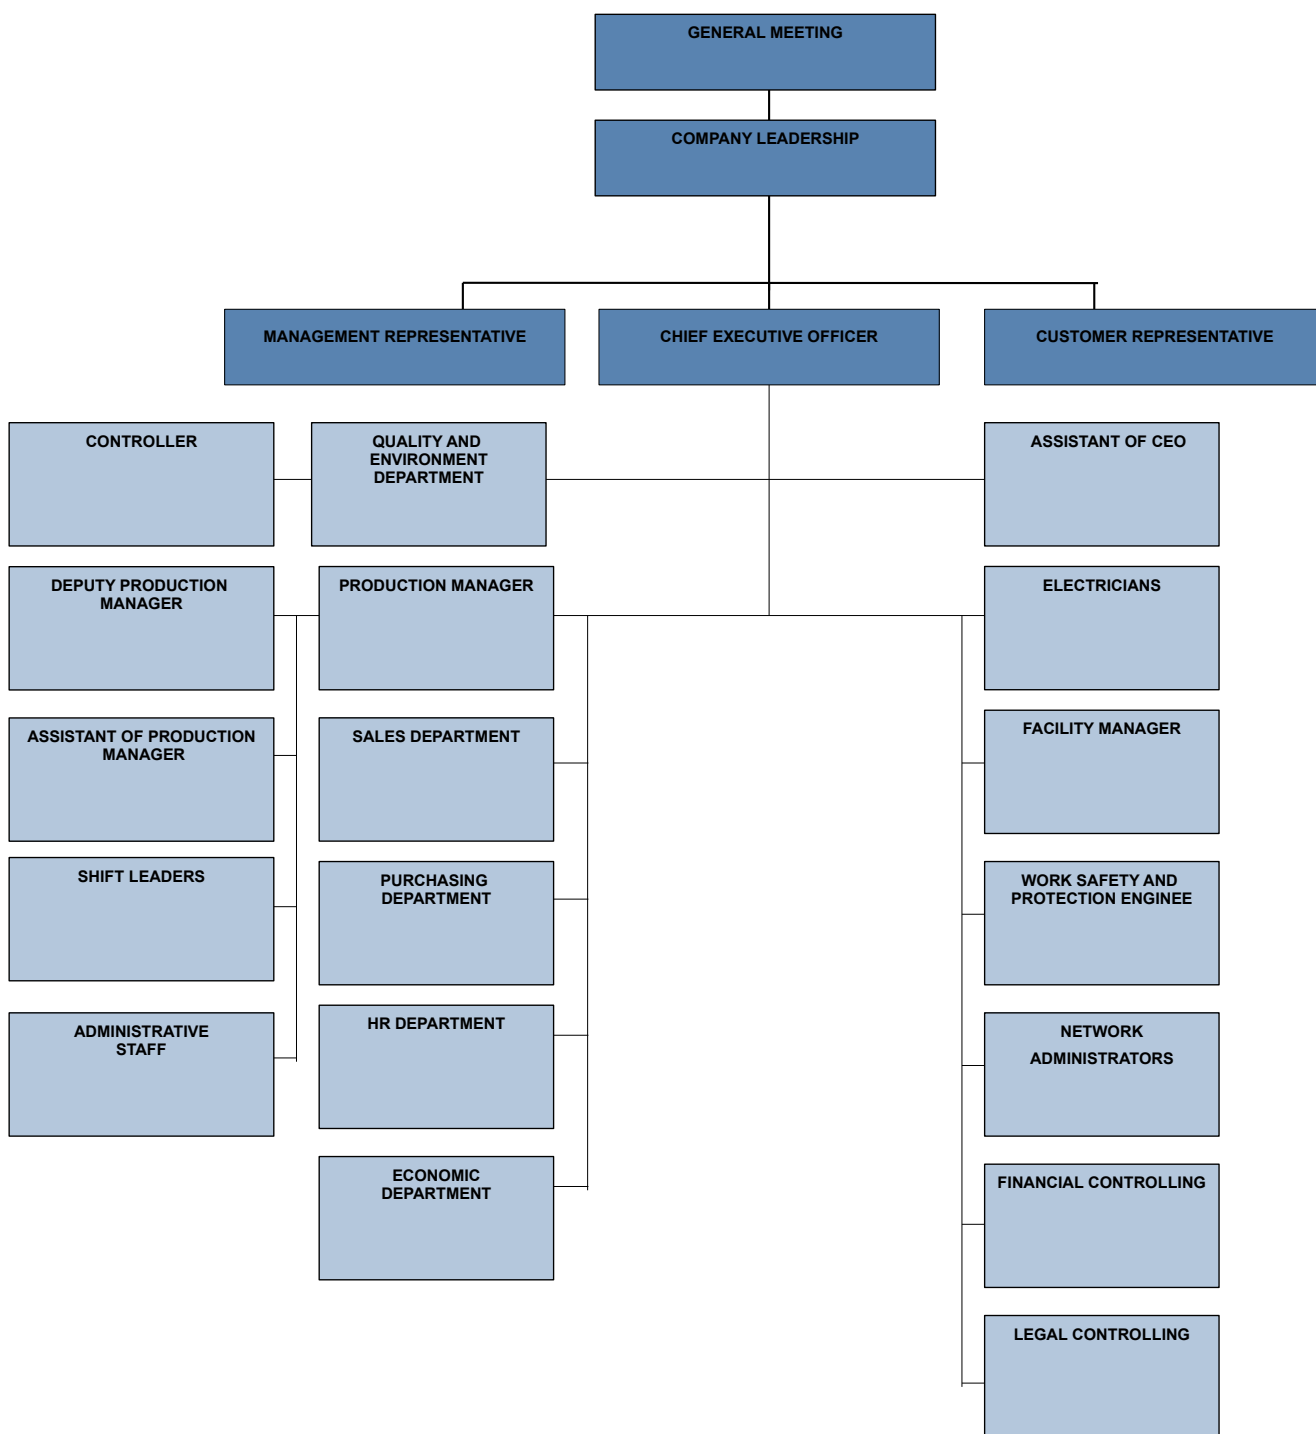 GENERAL MEETING
COMPANY LEADERSHIP
MANAGEMENT REPRESENTATIVE
CHIEF EXECUTIVE OFFICER
CUSTOMER REPRESENTATIVE
CONTROLLER
QUALITY AND
ENVIRONMENT
DEPARTMENT
ASSISTANT OF CEO
DEPUTY PRODUCTION
MANAGER
PRODUCTION MANAGER
ELECTRICIANS
ASSISTANT OF PRODUCTION
MANAGER
SALES DEPARTMENT
FACILITY MANAGER
SHIFT LEADERS
PURCHASING
DEPARTMENT
WORK SAFETY AND
PROTECTION ENGINEE
ADMINISTRATIVE
STAFF
HR DEPARTMENT
NETWORK
ADMINISTRATORS
ECONOMIC
DEPARTMENT
FINANCIAL CONTROLLING
LEGAL CONTROLLING